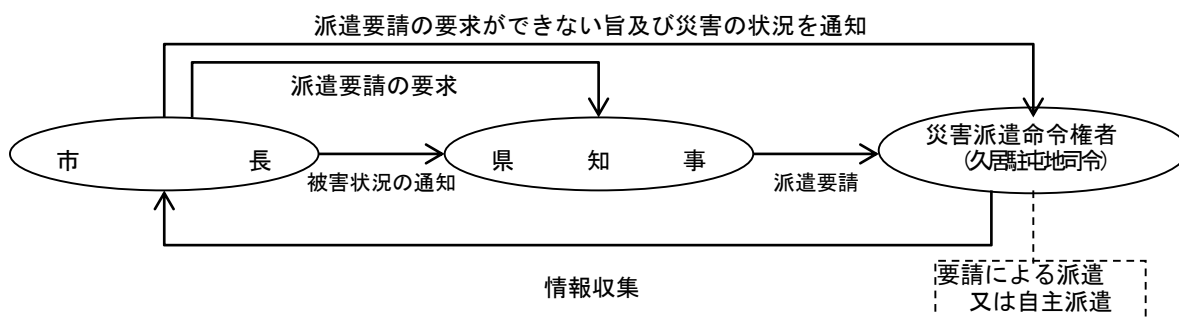 派遣要請の要求ができない旨及び災害の状況を通知
派遣要請の要求
市 長
県 知 事
災害派遣命令権者
(久居駐屯地司令)
被害状況の通知
派遣要請
情報収集
要請による派遣
又は自主派遣